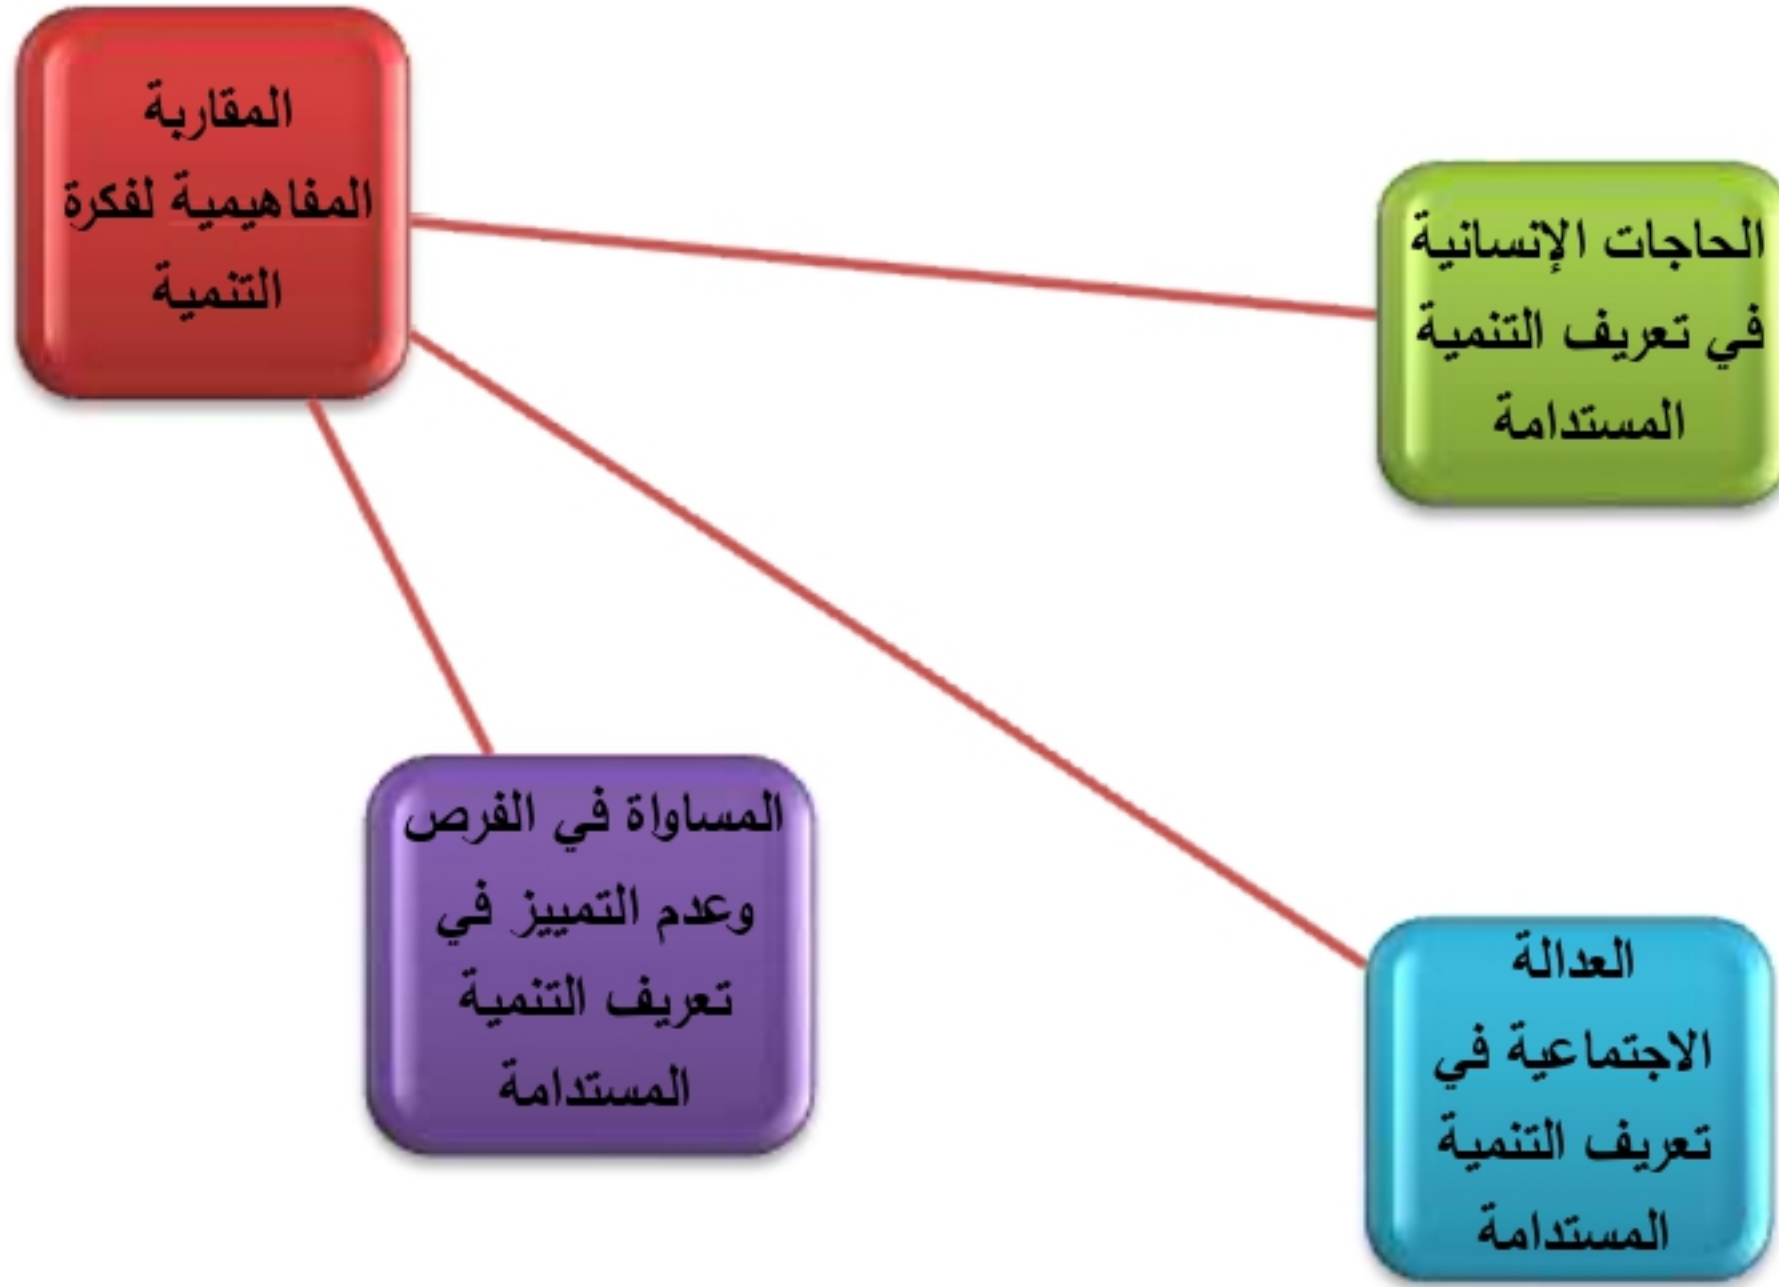 المقاربة
المفاهيمية لفكرة
التنمية
الحاجات الإنسانية
في تعريف التنمية
المستدامة
المساواة في الفرص
وعدم التمييز في
تعريف التنمية
المستدامة
العدالة
الاجتماعية في
تعريف التنمية
المستدامة